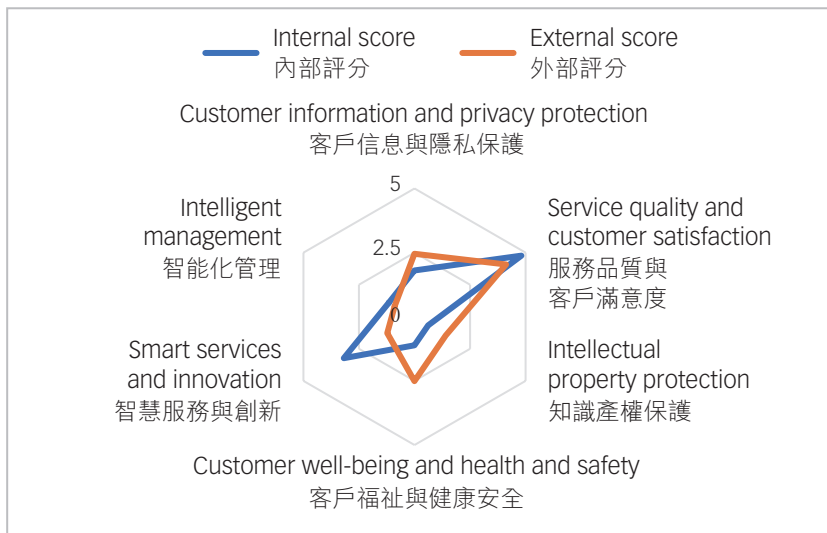 Internal score
內部評分
External score
外部評分
Customer information and privacy protection
客戶信息與隱私保護
5
2.5
0
Intelligent
management
智能化管理
Service quality and
customer satisfaction
服務品質與
客戶滿意度
Smart services
and innovation
智慧服務與創新
Intellectual
property protection
知識產權保護
Customer well-being and health and safety
客戶福祉與健康安全